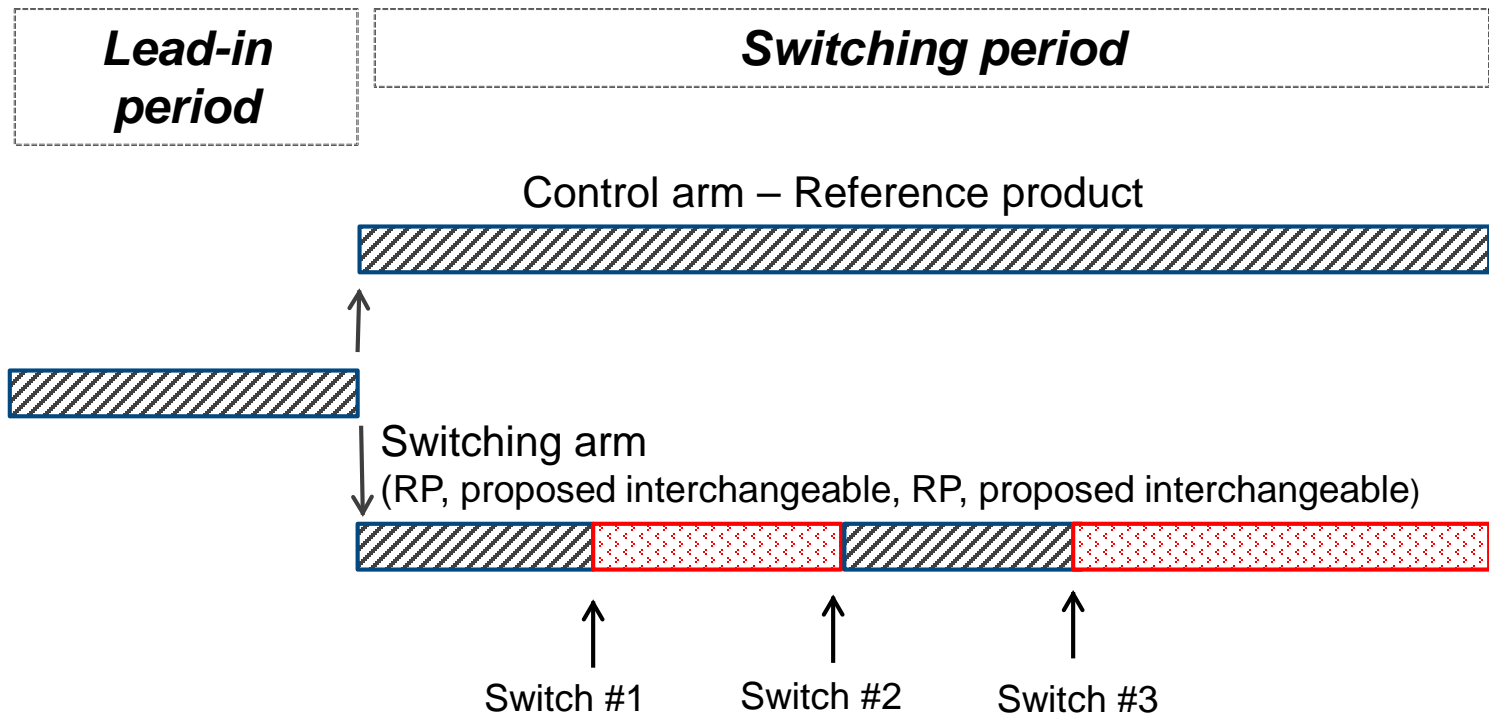 Lead-in
period
Switching period
Control arm – Reference product
Switching arm
(RP, proposed interchangeable, RP, proposed interchangeable)
Switch #1
Switch #2
Switch #3